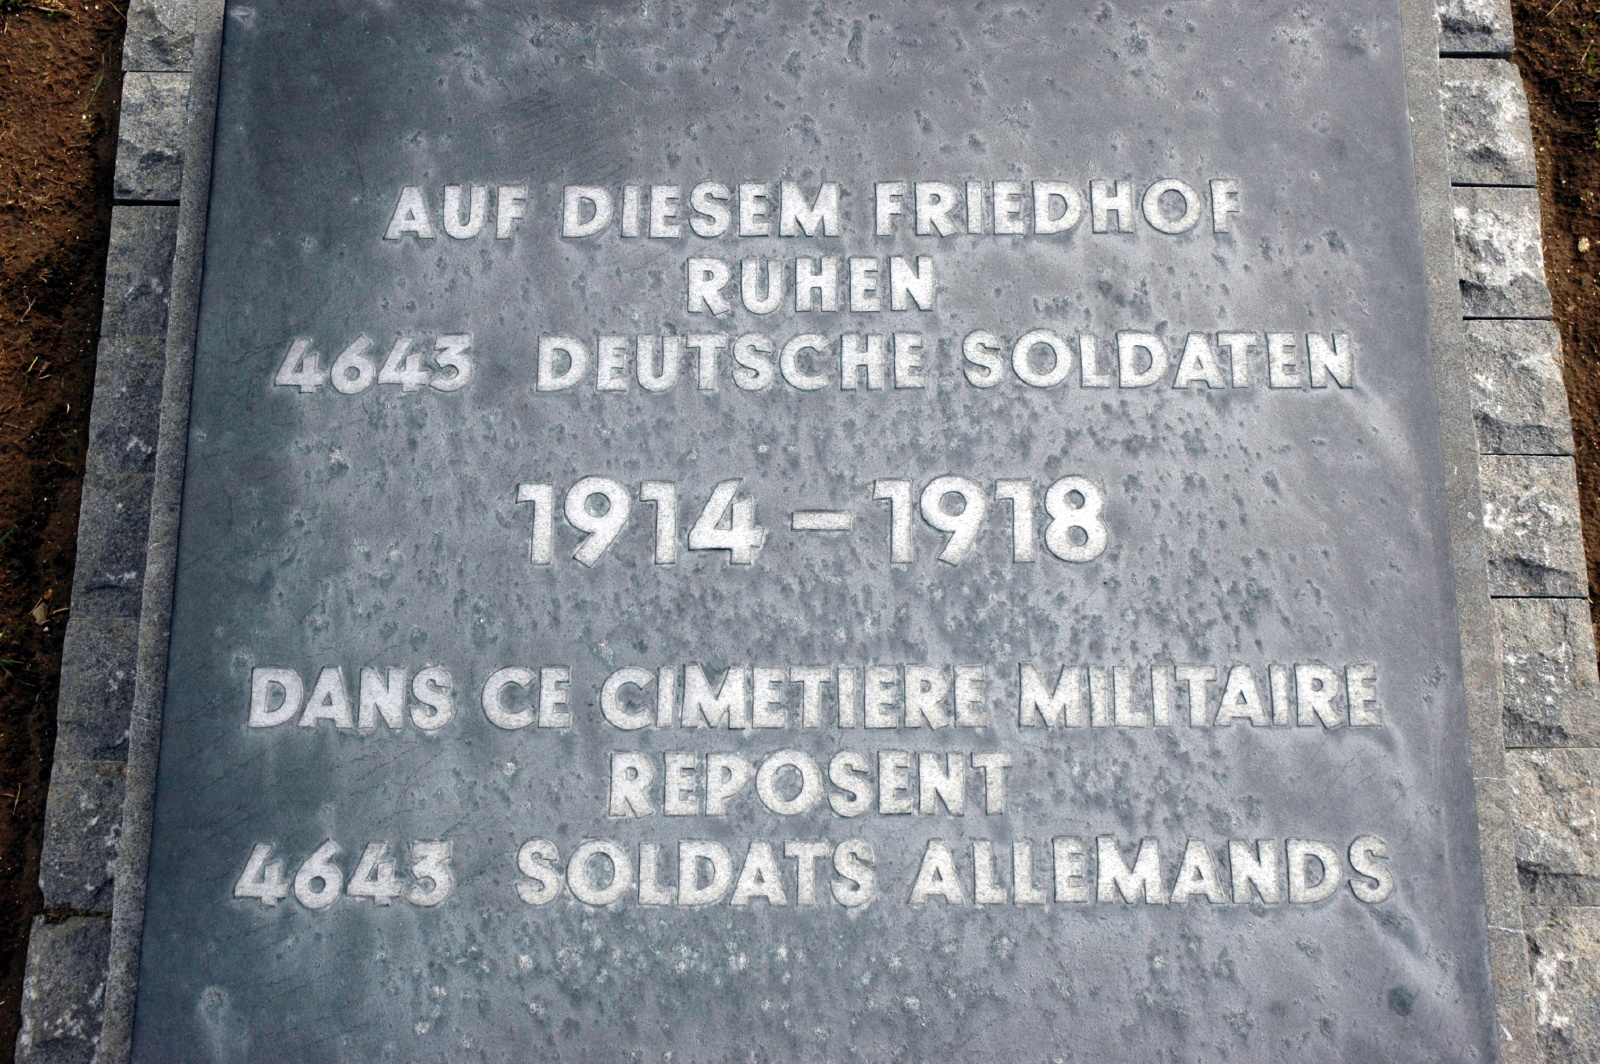 AUF DIESEM FRIEDHOF
RUHEN
4643 DEUTSCHE SOLDATEN
1914 – 1918
DANS CE CIMETIERE MILITAIRE
REPOSENT
4643 SOLDATS ALLEMANDS